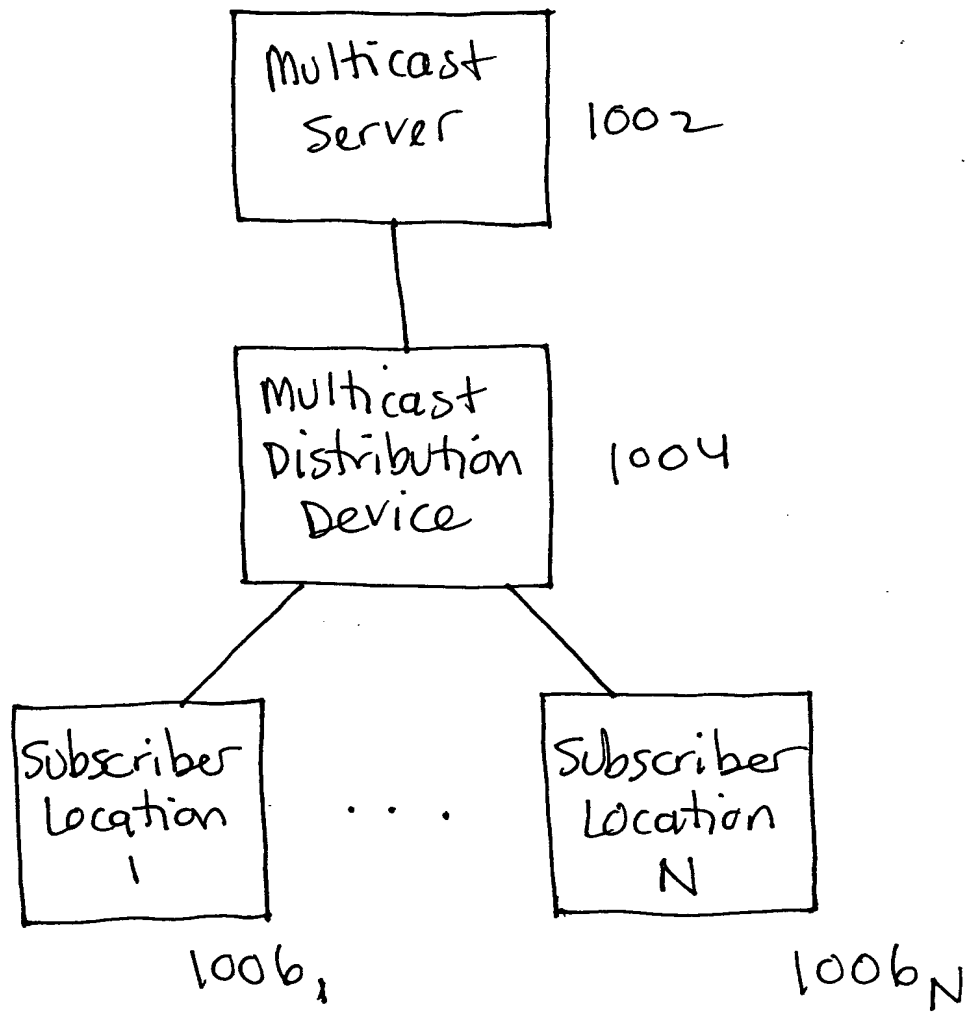 Multicast
Server
1002
Multicast
Distribution
Device
1004
Subscriber
Location
1
. . .
Subscriber
Location
N
1006₁
1006N